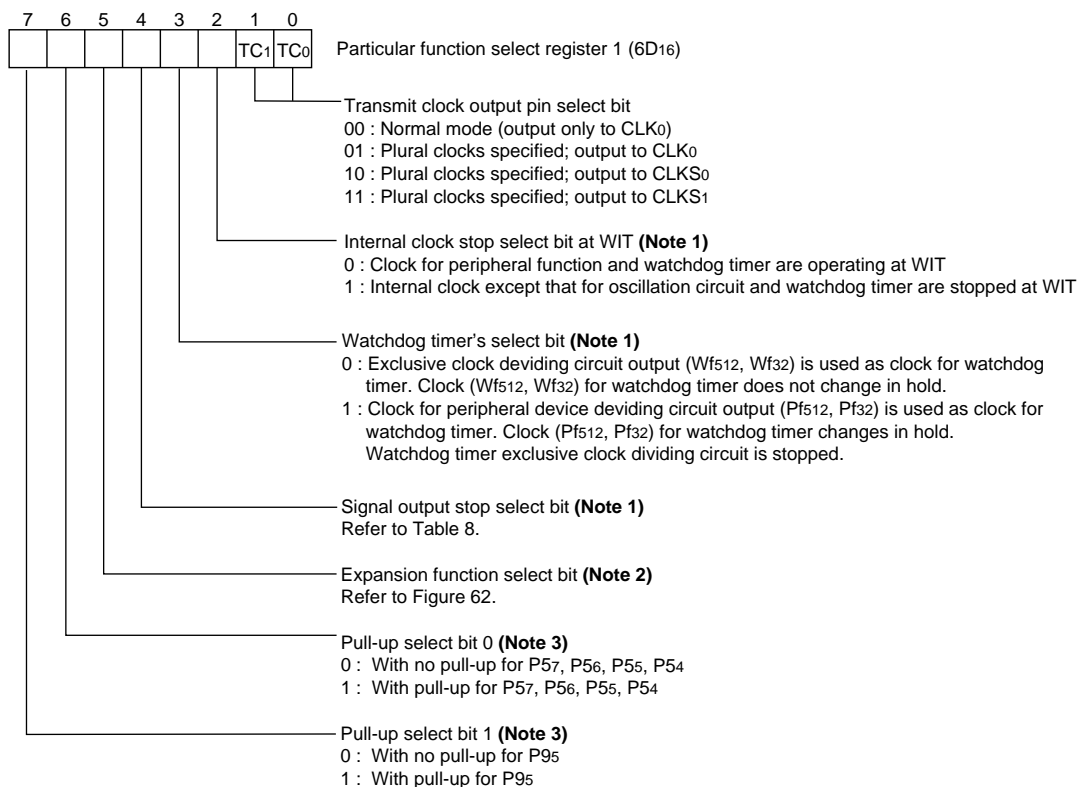 7 6 5 4 3 2 1 0
TC1 TC0 Particular function select register 1 (6D16)
Transmit clock output pin select bit
00 : Normal mode (output only to CLK0)
01 : Plural clocks specified; output to CLK0
10 : Plural clocks specified; output to CLKS0
11 : Plural clocks specified; output to CLKS1
Internal clock stop select bit at WIT (Note 1)
0 : Clock for peripheral function and watchdog timer are operating at WIT
1 : Internal clock except that for oscillation circuit and watchdog timer are stopped at WIT
Watchdog timer's select bit (Note 1)
0 : Exclusive clock deviding circuit output (Wf512, Wf32) is used as clock for watchdog
timer. Clock (Wf512, Wf32) for watchdog timer does not change in hold.
1 : Clock for peripheral device deviding circuit output (Pf512, Pf32) is used as clock for
watchdog timer. Clock (Pf512, Pf32) for watchdog timer changes in hold.
Watchdog timer exclusive clock dividing circuit is stopped.
Signal output stop select bit (Note 1)
Refer to Table 8.
Expansion function select bit (Note 2)
Refer to Figure 62.
Pull-up select bit 0 (Note 3)
0 : With no pull-up for P57, P56, P55, P54
1 : With pull-up for P57, P56, P55, P54
Pull-up select bit 1 (Note 3)
0 : With no pull-up for P95
1 : With pull-up for P95